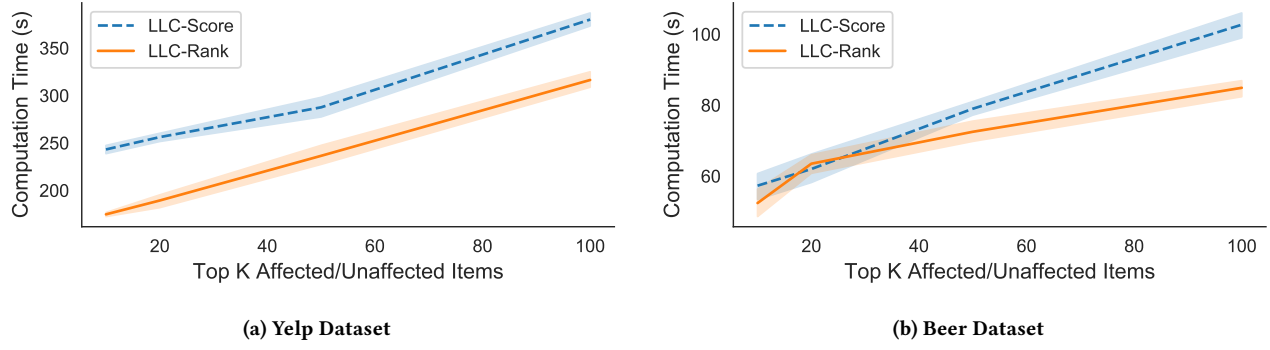 Computation Time (s)
350
300
250
200
LLC-Score
LLC-Rank
20 40 60 80 100
Top K Affected/Unaffected Items
(a) Yelp Dataset
Computation Time (s)
100
80
60
LLC-Score
LLC-Rank
20 40 60 80 100
Top K Affected/Unaffected Items
(b) Beer Dataset